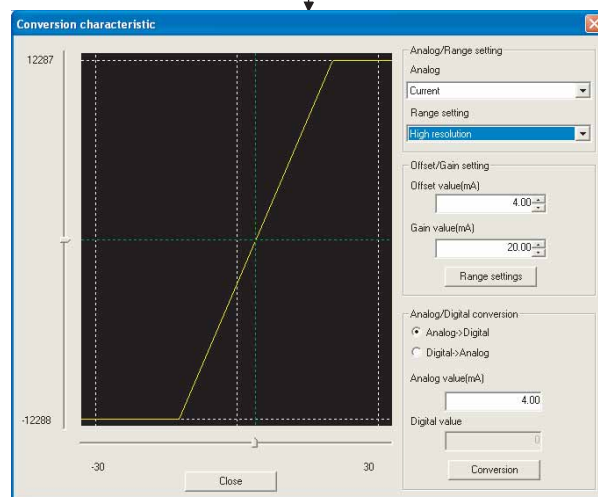 Conversion characteristic
12287
-12288
-30
30
Close
Analog/Range setting
Analog
Current
Range setting
High resolution
Offset/Gain setting
Offset value(mA)
4.00
Gain value(mA)
20.00
Range settings
Analog/Digital conversion
Analog->Digital
Digital->Analog
Analog value(mA)
4.00
Digital value
0
Conversion